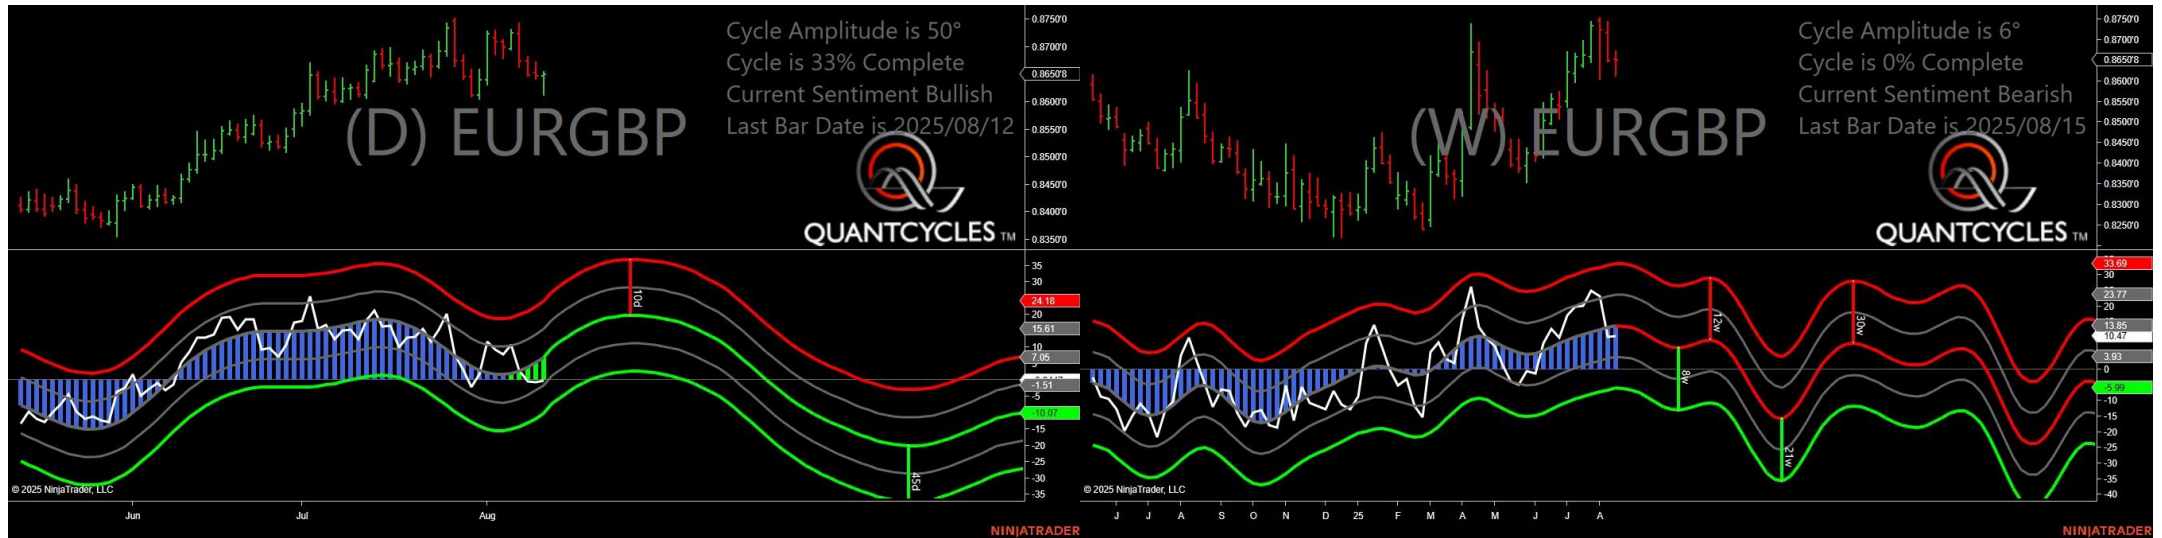 Cycle Amplitude is 50°
Cycle is 33% Complete
Current Sentiment Bullish
Last Bar Date is 2025/08/12
(D) EURGBP
QUANTCYCLES TM
0.8750'0
0.8700'0
0.8650'8
0.8600'0
0.8550'0
0.8500'0
0.8450'0
0.8400'0
0.8350'0
35
30
24.18
20
15.61
10
7.05
-1.51
-5
-10.07
-15
-20
-25
-30
-35
10d
45d
© 2025 NinjaTrader, LLC
Jun
Jul
Aug
NINJATRADER
Cycle Amplitude is 6°
Cycle is 0% Complete
Current Sentiment Bearish
Last Bar Date is 2025/08/15
(W) EURGBP
QUANTCYCLES TM
0.8750'0
0.8700'0
0.8650'8
0.8600'0
0.8550'0
0.8500'0
0.8450'0
0.8400'0
0.8350'0
0.8300'0
0.8250'0
33.69
30
23.77
20
13.85
10.47
3.93
0
-5.99
-10
-15
-20
-25
-30
-35
-40
12w
30w
8w
21w
© 2025 NinjaTrader, LLC
J
J
A
S
O
N
D
25
F
M
A
M
J
J
A
NINJATRADER